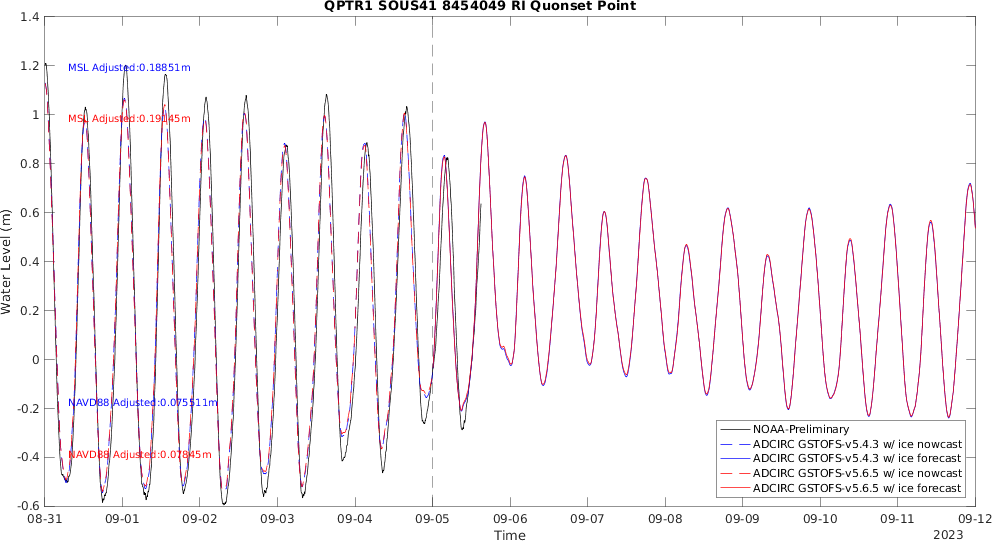 QPTR1 SOUS41 8454049 RI Quonset Point
1.4
1.2
1
0.8
0.6
0.4
0.2
0
-0.2
-0.4
-0.6
Water Level (m)
MSL Adjusted:0.18851m
MSL Adjusted:0.19145m
NAVD88 Adjusted:0.075511m
NAVD88 Adjusted:0.07845m
NOAA-Preliminary
ADCIRC GSTOFS-v5.4.3 w/ ice nowcast
ADCIRC GSTOFS-v5.4.3 w/ ice forecast
ADCIRC GSTOFS-v5.6.5 w/ ice nowcast
ADCIRC GSTOFS-v5.6.5 w/ ice forecast
08-31 09-01 09-02 09-03 09-04 09-05 09-06 09-07 09-08 09-09 09-10 09-11 09-12
Time
2023